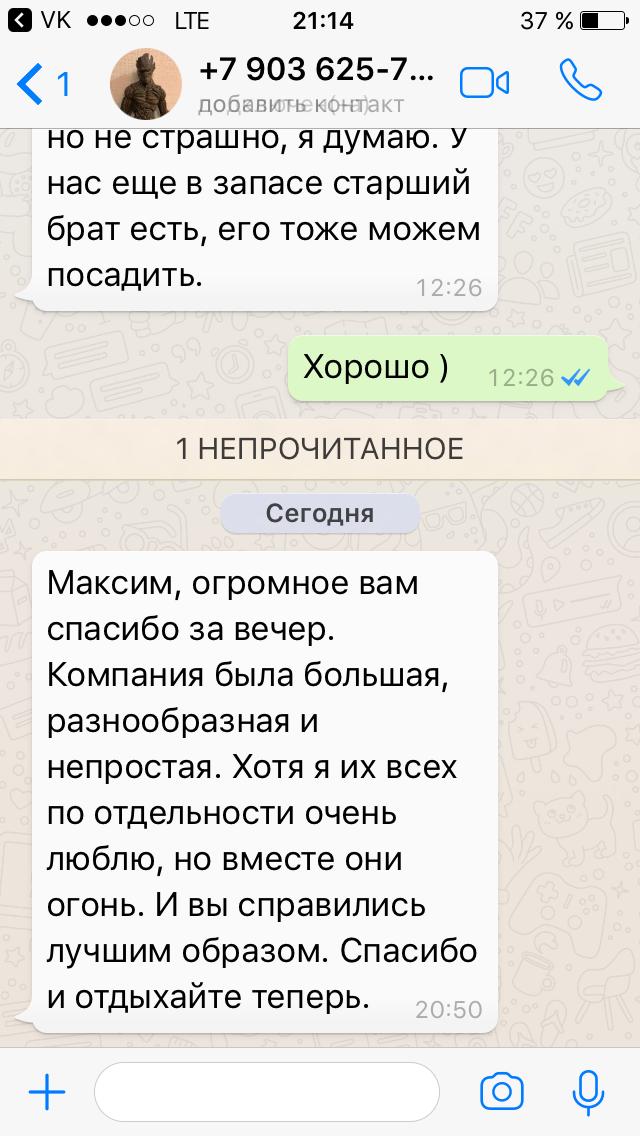 VK LTE 21:14 37 %
1 +7 903 625-7...
добавить контакт
но не страшно, я думаю. У
нас еще в запасе старший
брат есть, его тоже можем
посадить.
12:26
Хорошо )
12:26
1 НЕПРОЧИТАННОЕ
Сегодня
Максим, огромное вам
спасибо за вечер.
Компания была большая,
разнообразная и
непростая. Хотя я их всех
по отдельности очень
люблю, но вместе они
огонь. И вы справились
лучшим образом. Спасибо
и отдыхайте теперь.
20:50